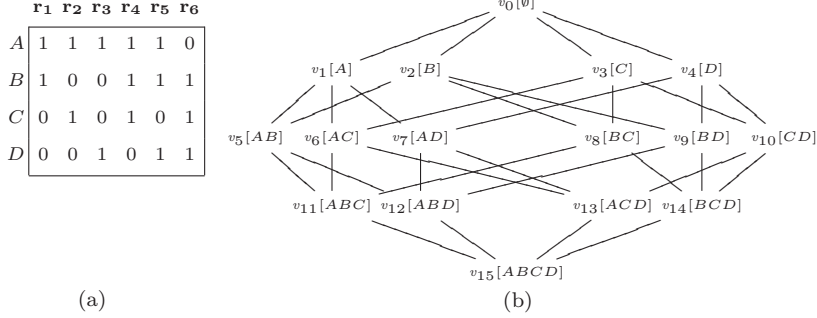 r₁ r₂ r₃ r₄ r₅ r₆
A 1 1 1 1 1 0
B 1 0 0 1 1 1
C 0 1 0 1 0 1
D 0 0 1 0 1 1
(a)
v₀[∅]
v₁[A] v₂[B] v₃[C] v₄[D]
v₅[AB] v₆[AC] v₇[AD] v₈[BC] v₉[BD] v₁₀[CD]
v₁₁[ABC] v₁₂[ABD] v₁₃[ACD] v₁₄[BCD]
v₁₅[ABCD]
(b)